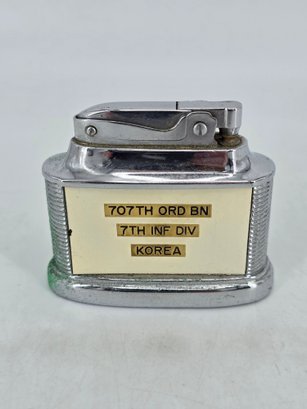 707TH ORD BN
7TH INF DIV
KOREA